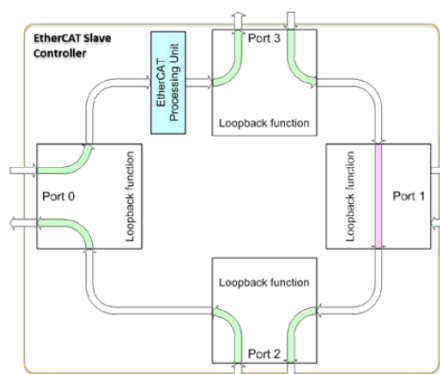 EtherCAT Slave
Controller
EtherCAT
Processing Unit
Port 3
Loopback function
Port 0
Loopback function
Loopback function
Port 1
Loopback function
Port 2